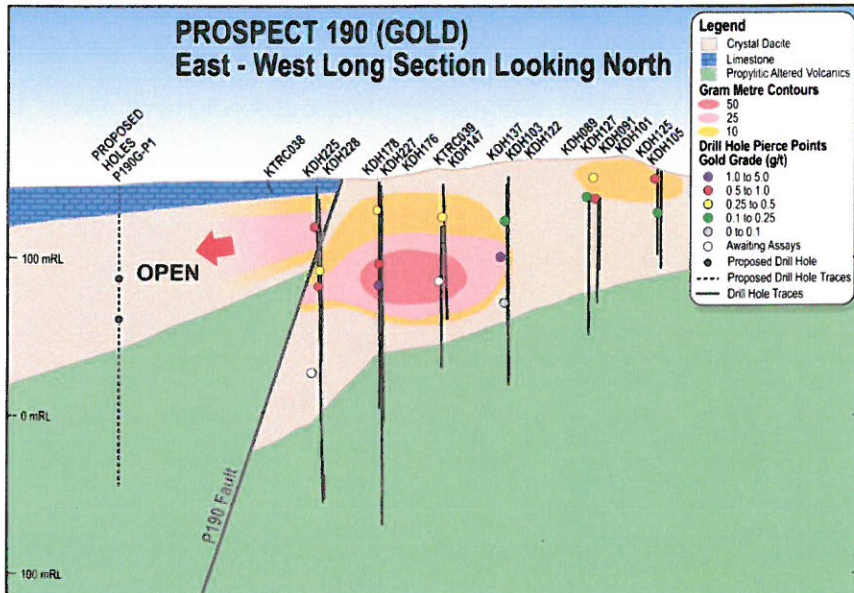 PROSPECT 190 (GOLD)
East - West Long Section Looking North
Legend
Crystal Dacite
Limestone
Propylitic Altered Volcanics
Gram Metre Contours
50
25
10
Drill Hole Pierce Points
Gold Grade (g/t)
1.0 to 5.0
0.5 to 1.0
0.25 to 0.5
0.1 to 0.25
0 to 0.1
Awaiting Assays
Proposed Drill Hole
Proposed Drill Hole Traces
Drill Hole Traces
PROPOSED
HOLES
P190G-P1
KTRC038
KDH225
KDH228
KDH178
KDH227
KDH176
KTRC039
KDH147
KDH137
KDH103
KDH122
KDH089
KDH127
KDH091
KDH101
KDH125
KDH105
100 mRL
OPEN
0 mRL
P190 Fault
190 mRL